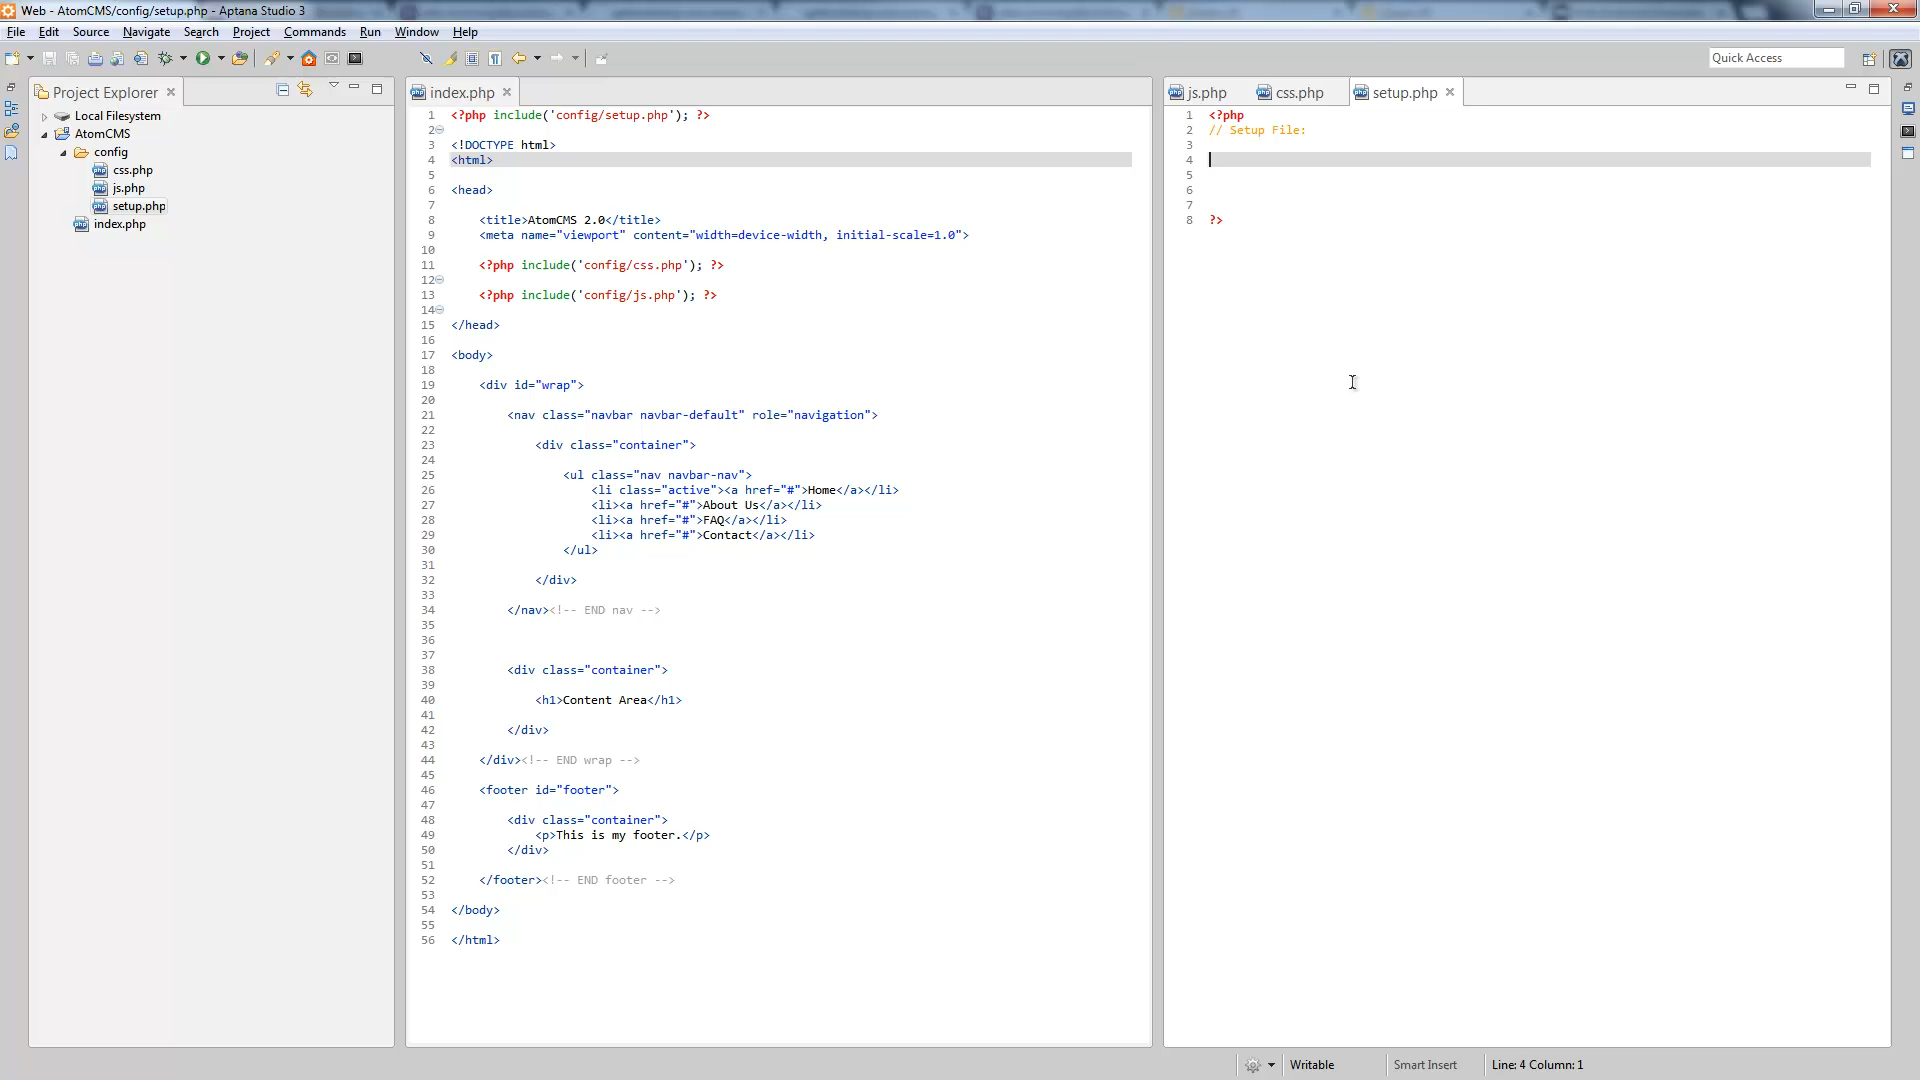 Web - AtomCMS/config/setup.php - Aptana Studio 3
File Edit Source Navigate Search Project Commands Run Window Help
Quick Access
Project Explorer
Local Filesystem
AtomCMS
config
css.php
js.php
setup.php
index.php
index.php
1 <?php include('config/setup.php'); ?>
2
3 <!DOCTYPE html>
4 <html>
5
6 <head>
7
8 <title>AtomCMS 2.0</title>
9 <meta name="viewport" content="width=device-width, initial-scale=1.0">
10
11 <?php include('config/css.php'); ?>
12
13 <?php include('config/js.php'); ?>
14
15 </head>
16
17 <body>
18
19 <div id="wrap">
20
21 <nav class="navbar navbar-default" role="navigation">
22
23 <div class="container">
24
25 <ul class="nav navbar-nav">
26 <li class="active"><a href="#">Home</a></li>
27 <li><a href="#">About Us</a></li>
28 <li><a href="#">FAQ</a></li>
29 <li><a href="#">Contact</a></li>
30 </ul>
31
32 </div>
33
34 </nav><!-- END nav -->
35
36
37
38 <div class="container">
39
40 <h1>Content Area</h1>
41
42 </div>
43
44 </div><!-- END wrap -->
45
46 <footer id="footer">
47
48 <div class="container">
49 <p>This is my footer.</p>
50 </div>
51
52 </footer><!-- END footer -->
53
54 </body>
55
56 </html>
js.php css.php setup.php
1 <?php
2 // Setup File:
3
4
5
6
7
8 ?>
Writable Smart Insert Line: 4 Column: 1